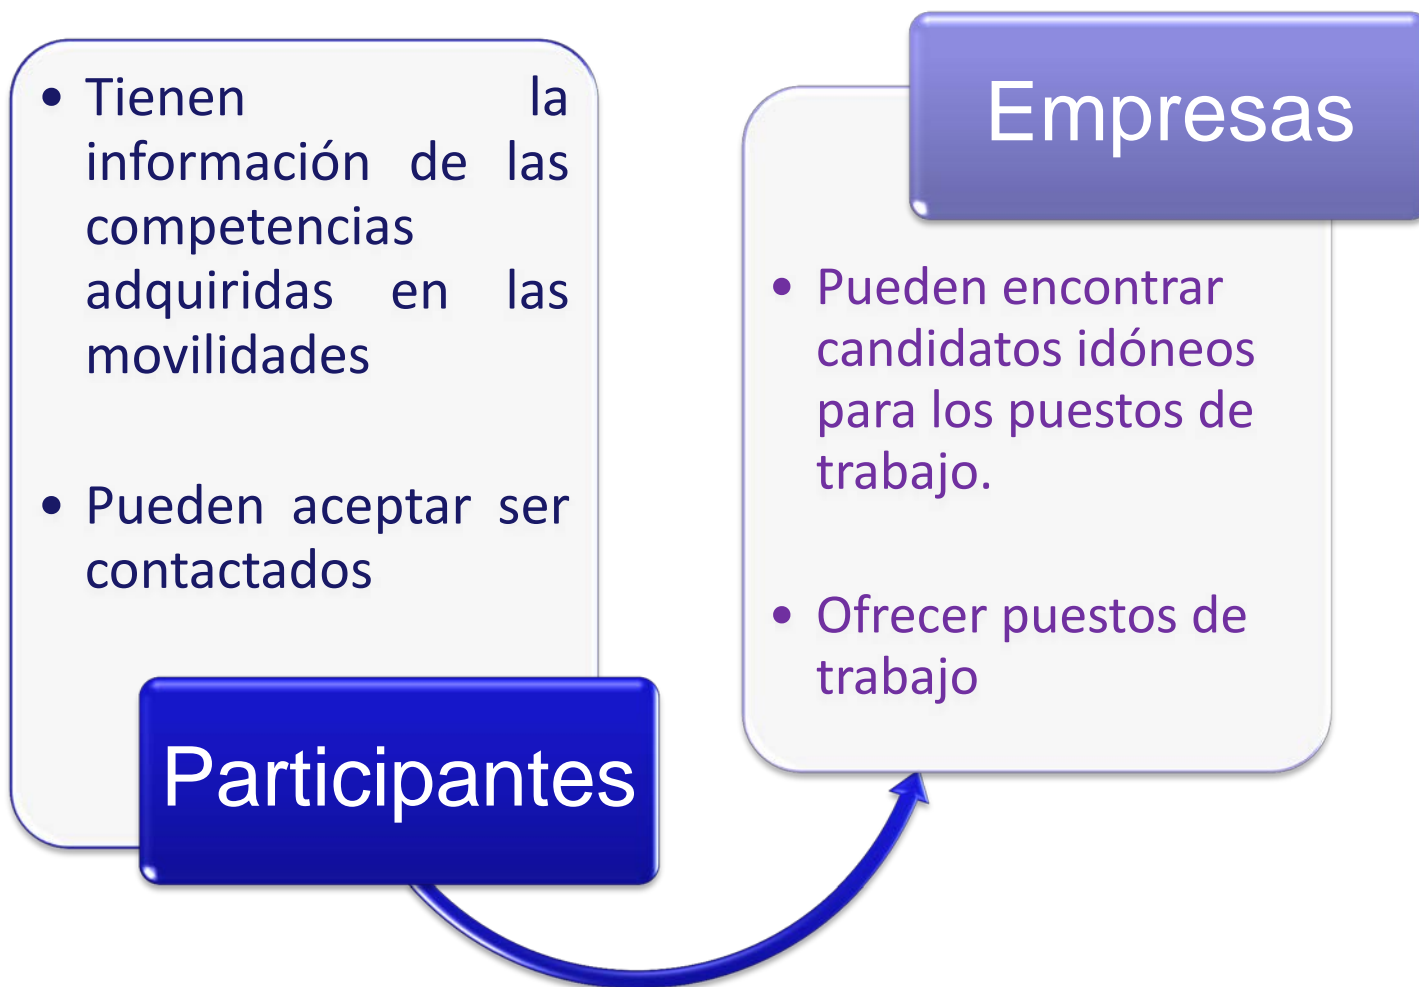 • Tienen la
información de las
competencias
adquiridas en las
movilidades
• Pueden aceptar ser
contactados
Participantes
Empresas
• Pueden encontrar
candidatos idóneos
para los puestos de
trabajo.
• Ofrecer puestos de
trabajo